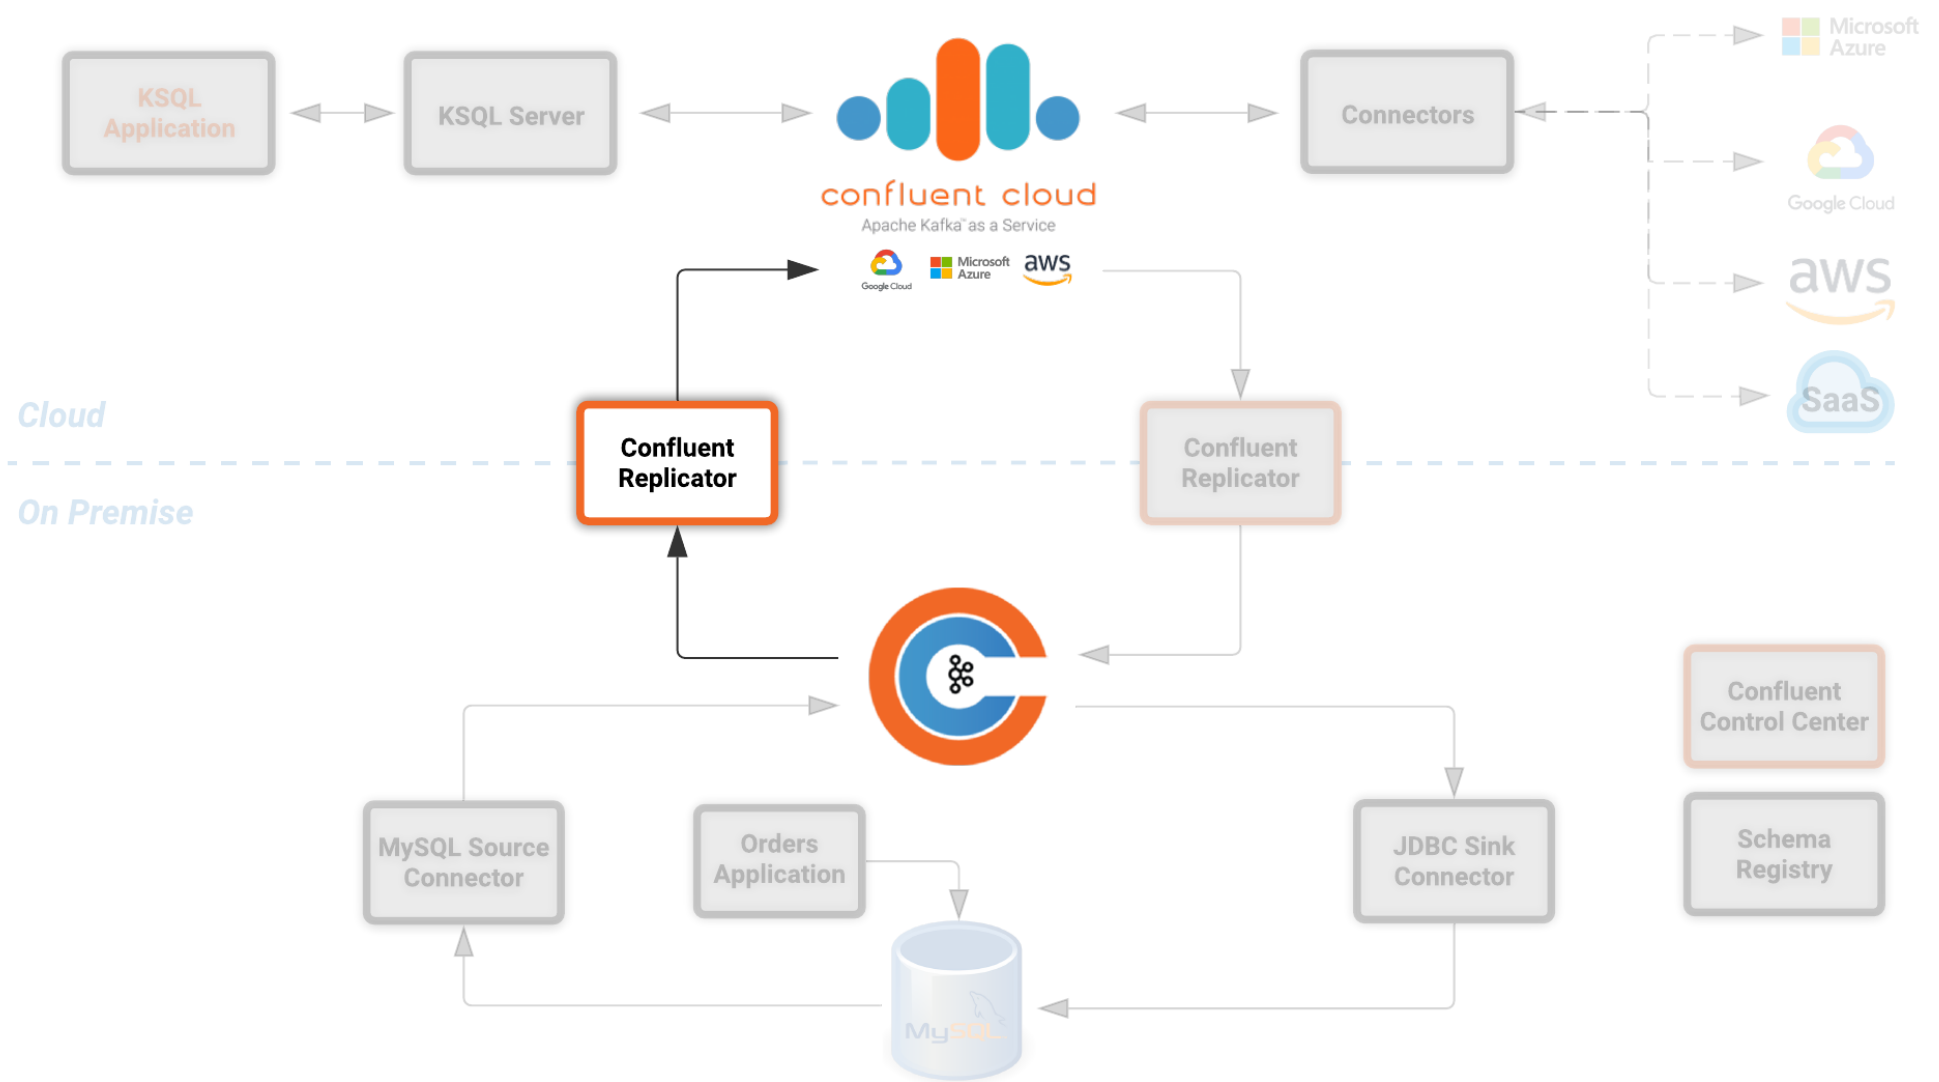 KSQL
Application
KSQL Server
confluent cloud
Apache Kafka™ as a Service
Google Cloud
Microsoft
Azure
aws
Connectors
Microsoft
Azure
Google Cloud
aws
SaaS
Cloud
On Premise
Confluent
Replicator
Confluent
Replicator
MySQL Source
Connector
Orders
Application
MySQL
JDBC Sink
Connector
Confluent
Control Center
Schema
Registry